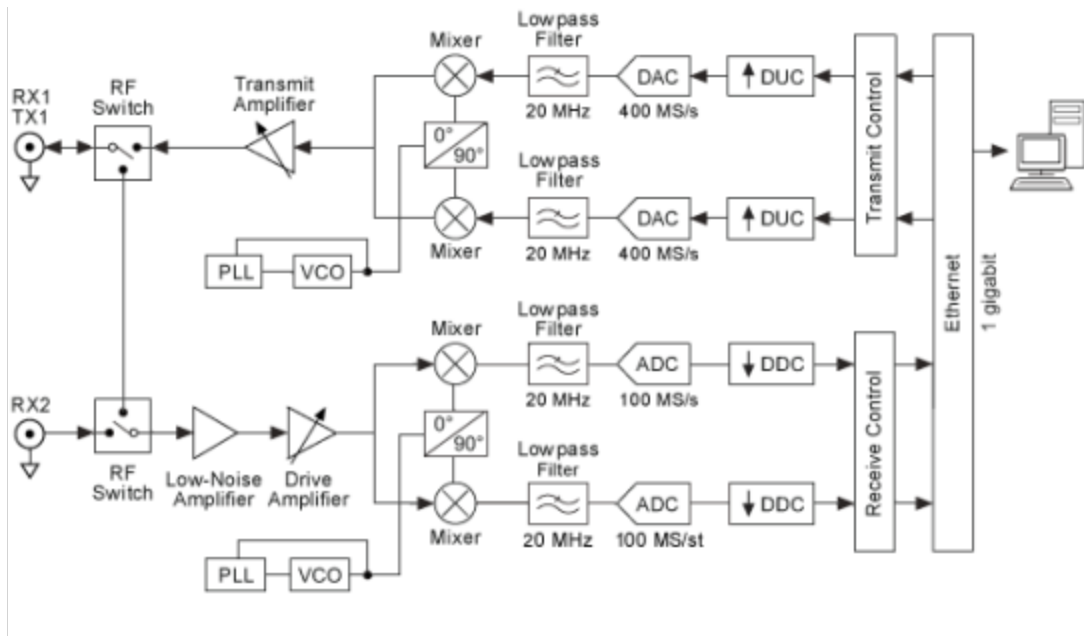 RX1
TX1
RF
Switch
Transmit
Amplifier
Mixer
0°
90°
Mixer
PLL
VCO
Lowpass
Filter
20 MHz
DAC
400 MS/s
↑ DUC
Lowpass
Filter
20 MHz
DAC
400 MS/s
↑ DUC
Transmit Control
Ethernet
1 gigabit
RX2
RF
Switch
Low-Noise
Amplifier
Drive
Amplifier
Mixer
0°
90°
Mixer
PLL
VCO
Lowpass
Filter
20 MHz
ADC
100 MS/s
↓ DDC
Lowpass
Filter
20 MHz
ADC
100 MS/st
↓ DDC
Receive Control